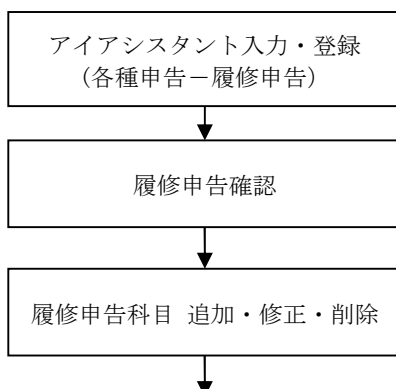 アイアシスタント入力・登録
（各種申告－履修申告）
履修申告確認
履修申告科目 追加・修正・削除